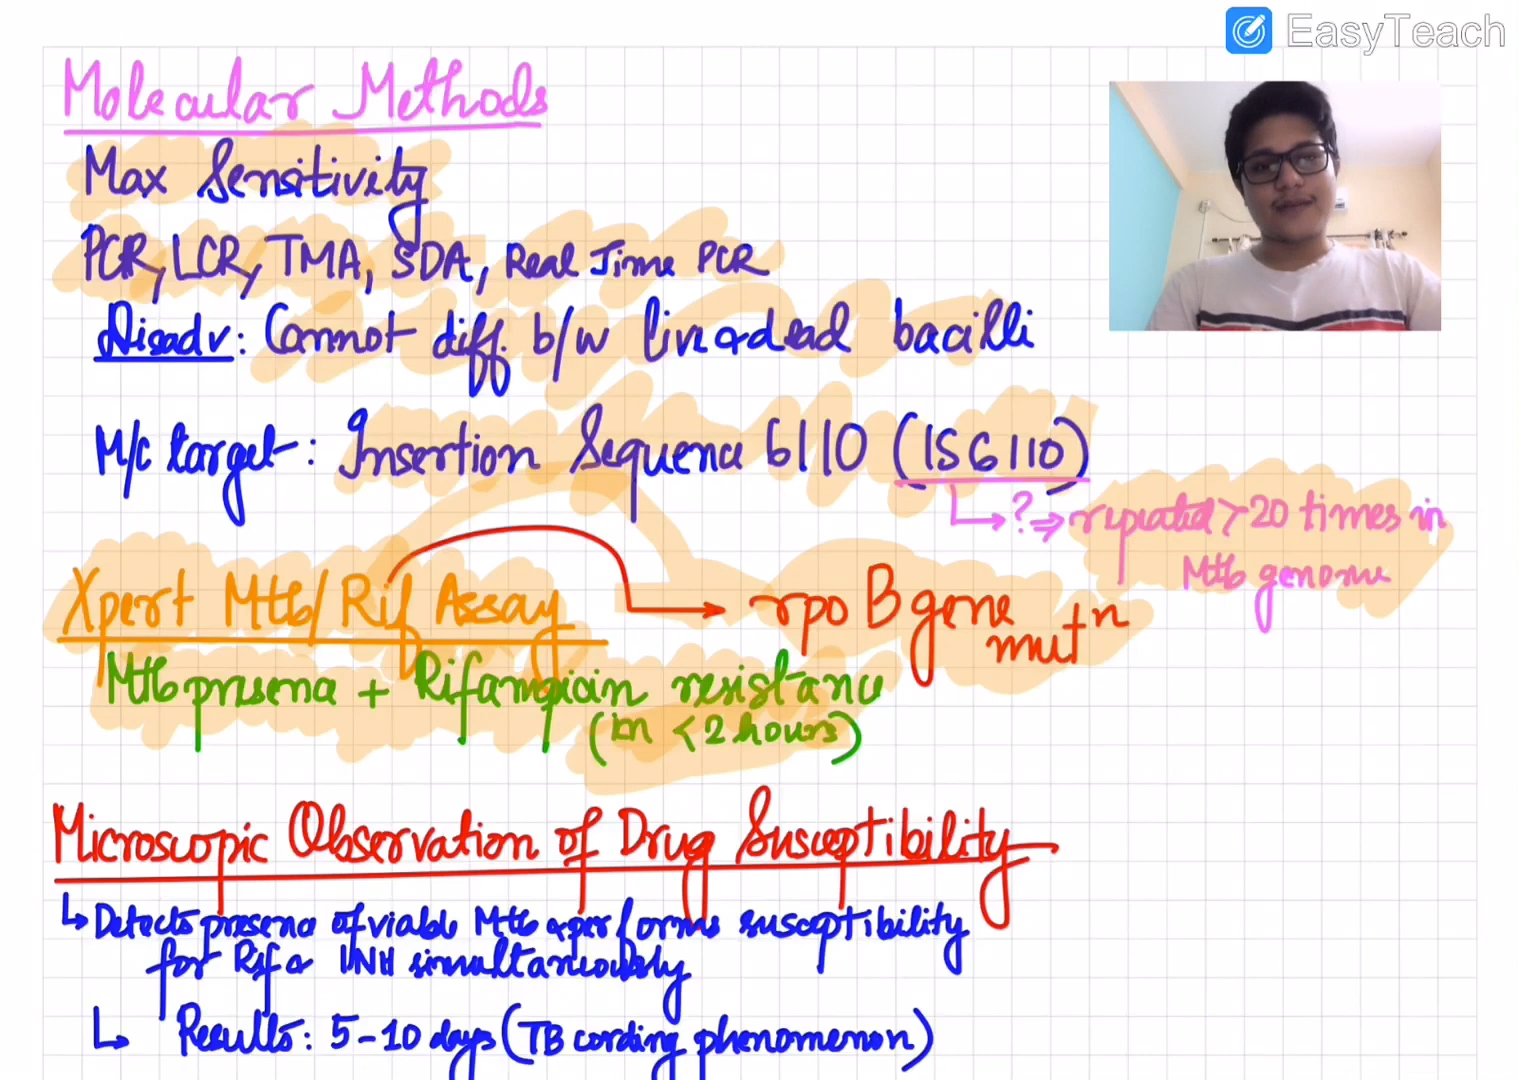 EasyTeach
Molecular Methods
Max Sensitivity
PCR, LCR, TMA, SDA, Real Time PCR
Disadv: Cannot diff. b/w live & dead bacilli
M/c target: Insertion Sequence 6110 (IS6110)
? ⇒ repeated > 20 times in
Mtb genome
Xpert Mtb/Rif Assay → rpo B gene
mutⁿ
Mtb presence + Rifampicin resistance
(in < 2 hours)
Microscopic Observation of Drug Susceptibility
↳ Detects presence of viable Mtb & performs susceptibility
for Rif & INH simultaneously
↳ Results: 5-10 days (TB cording phenomenon)